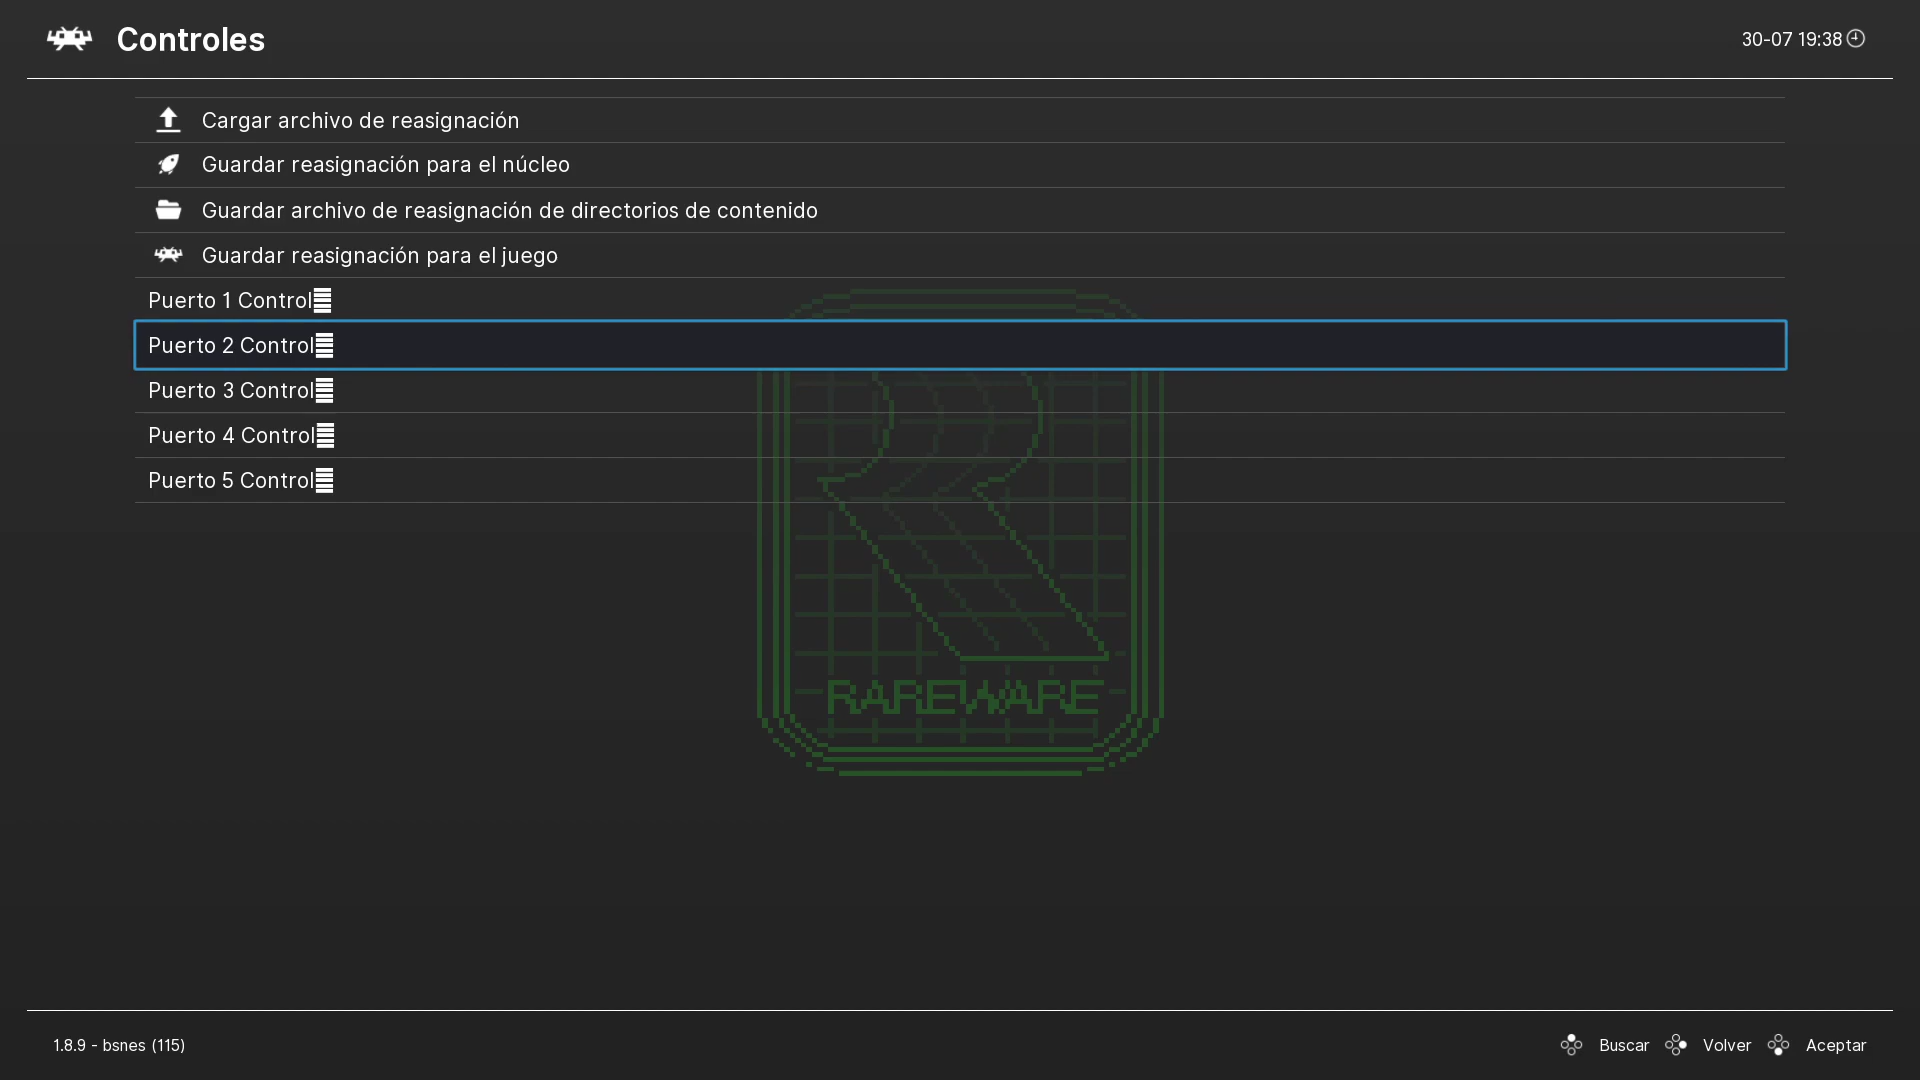 Controles
30-07 19:38
Cargar archivo de reasignación
Guardar reasignación para el núcleo
Guardar archivo de reasignación de directorios de contenido
Guardar reasignación para el juego
Puerto 1 Control
Puerto 2 Control
Puerto 3 Control
Puerto 4 Control
Puerto 5 Control
RAREWARE
1.8.9 - bsnes (115)
Buscar Volver Aceptar